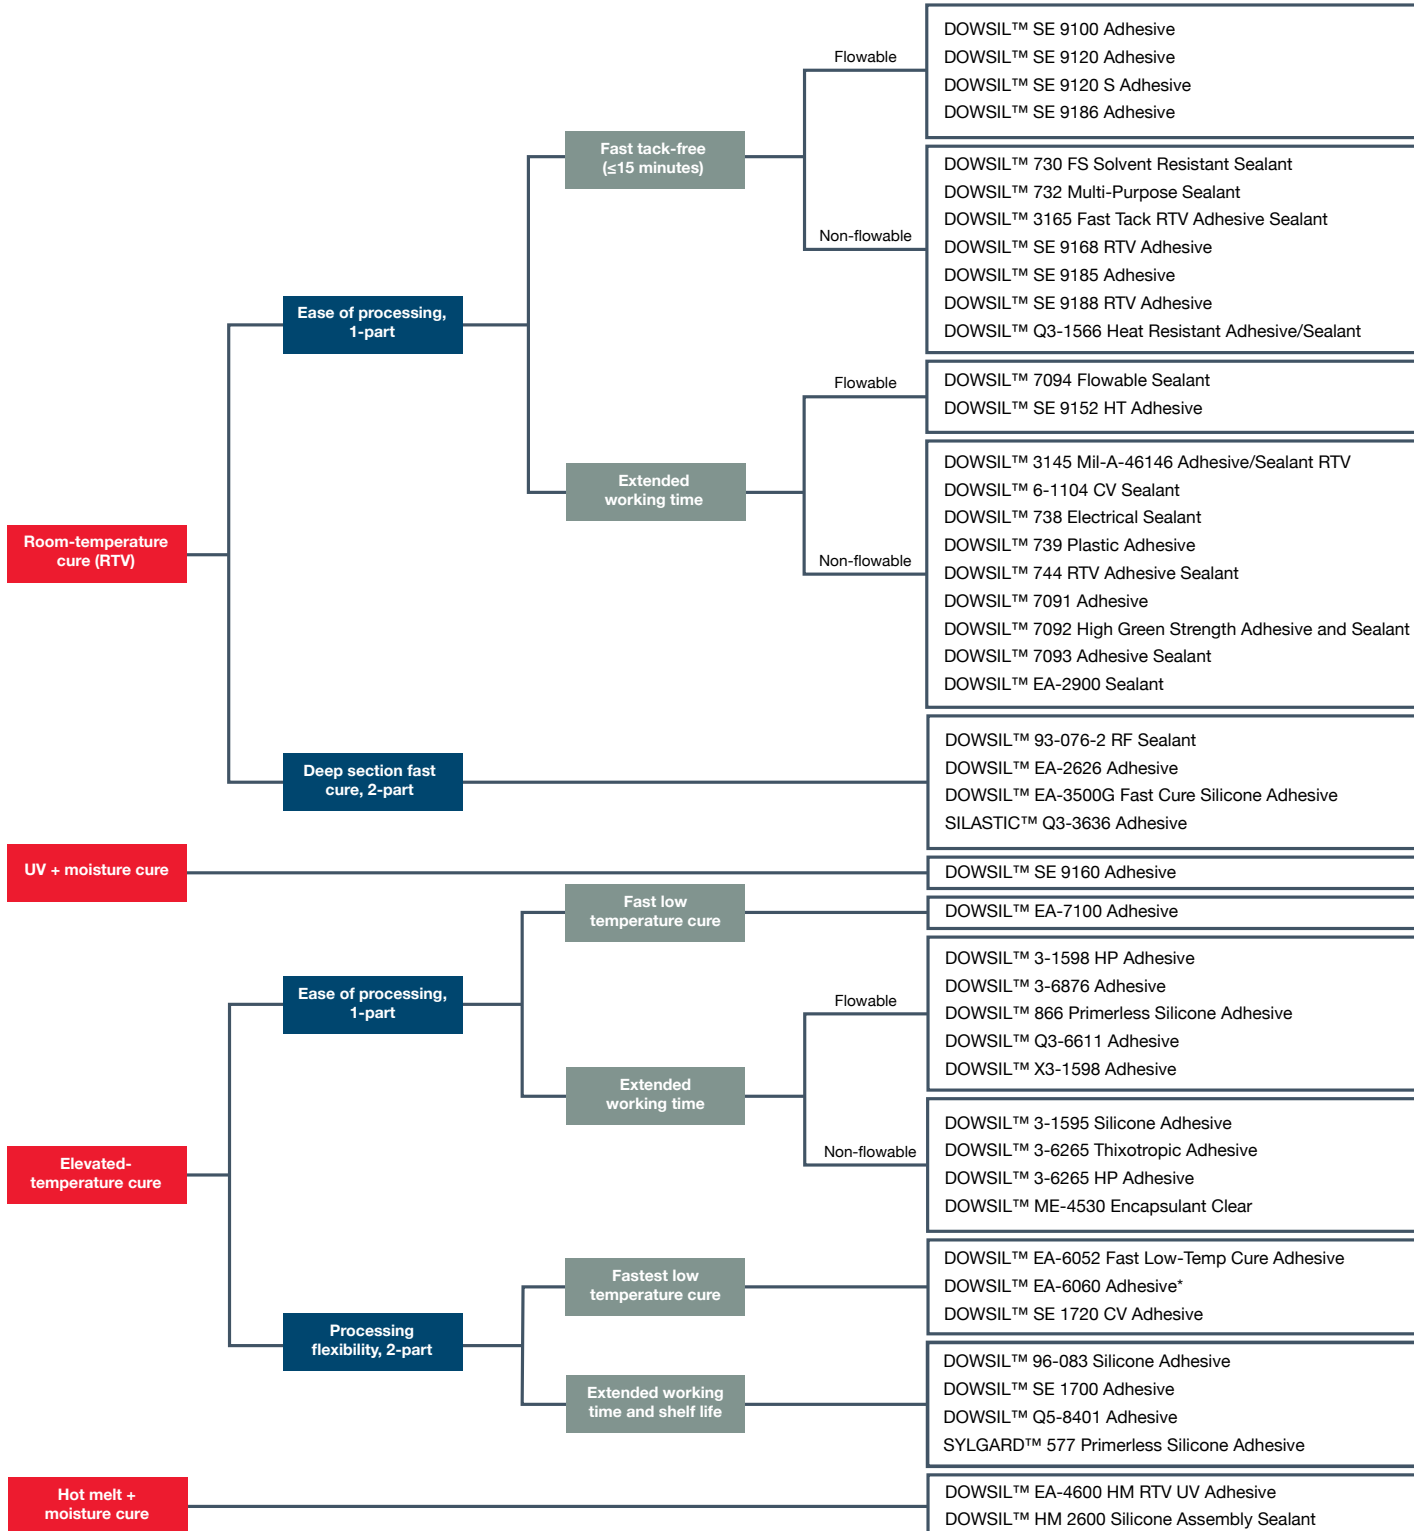 DOWSIL™ SE 9100 Adhesive
Flowable
DOWSIL™ SE 9120 Adhesive
DOWSIL™ SE 9120 S Adhesive
DOWSIL™ SE 9186 Adhesive
Fast tack-free
(≤15 minutes)
DOWSIL™ 730 FS Solvent Resistant Sealant
DOWSIL™ 732 Multi-Purpose Sealant
DOWSIL™ 3165 Fast Tack RTV Adhesive Sealant
Non-flowable
DOWSIL™ SE 9168 RTV Adhesive
DOWSIL™ SE 9185 Adhesive
DOWSIL™ SE 9188 RTV Adhesive
DOWSIL™ Q3-1566 Heat Resistant Adhesive/Sealant
Ease of processing,
1-part
Flowable
DOWSIL™ 7094 Flowable Sealant
DOWSIL™ SE 9152 HT Adhesive
Extended
working time
DOWSIL™ 3145 Mil-A-46146 Adhesive/Sealant RTV
DOWSIL™ 6-1104 CV Sealant
DOWSIL™ 738 Electrical Sealant
DOWSIL™ 739 Plastic Adhesive
Non-flowable
DOWSIL™ 744 RTV Adhesive Sealant
DOWSIL™ 7091 Adhesive
DOWSIL™ 7092 High Green Strength Adhesive and Sealant
DOWSIL™ 7093 Adhesive Sealant
DOWSIL™ EA-2900 Sealant
Room-temperature
cure (RTV)
Deep section fast
cure, 2-part
DOWSIL™ 93-076-2 RF Sealant
DOWSIL™ EA-2626 Adhesive
DOWSIL™ EA-3500G Fast Cure Silicone Adhesive
SILASTIC™ Q3-3636 Adhesive
UV + moisture cure
DOWSIL™ SE 9160 Adhesive
Fast low
temperature cure
DOWSIL™ EA-7100 Adhesive
Ease of processing,
1-part
Flowable
DOWSIL™ 3-1598 HP Adhesive
DOWSIL™ 3-6876 Adhesive
DOWSIL™ 866 Primerless Silicone Adhesive
DOWSIL™ Q3-6611 Adhesive
DOWSIL™ X3-1598 Adhesive
Extended
working time
DOWSIL™ 3-1595 Silicone Adhesive
Non-flowable
DOWSIL™ 3-6265 Thixotropic Adhesive
DOWSIL™ 3-6265 HP Adhesive
DOWSIL™ ME-4530 Encapsulant Clear
Elevated-
temperature cure
Fastest low
temperature cure
DOWSIL™ EA-6052 Fast Low-Temp Cure Adhesive
DOWSIL™ EA-6060 Adhesive*
DOWSIL™ SE 1720 CV Adhesive
Processing
flexibility, 2-part
Extended working
time and shelf life
DOWSIL™ 96-083 Silicone Adhesive
DOWSIL™ SE 1700 Adhesive
DOWSIL™ Q5-8401 Adhesive
SYLGARD™ 577 Primerless Silicone Adhesive
Hot melt +
moisture cure
DOWSIL™ EA-4600 HM RTV UV Adhesive
DOWSIL™ HM 2600 Silicone Assembly Sealant